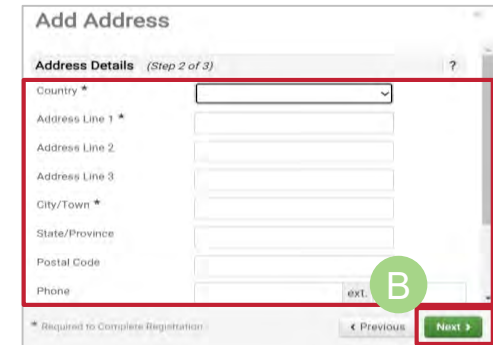 Add Address
Address Details (Step 2 of 3) ?
Country *
Address Line 1 *
Address Line 2
Address Line 3
City/Town *
State/Province
Postal Code
Phone ext.
B
* Required to Complete Registration < Previous Next >